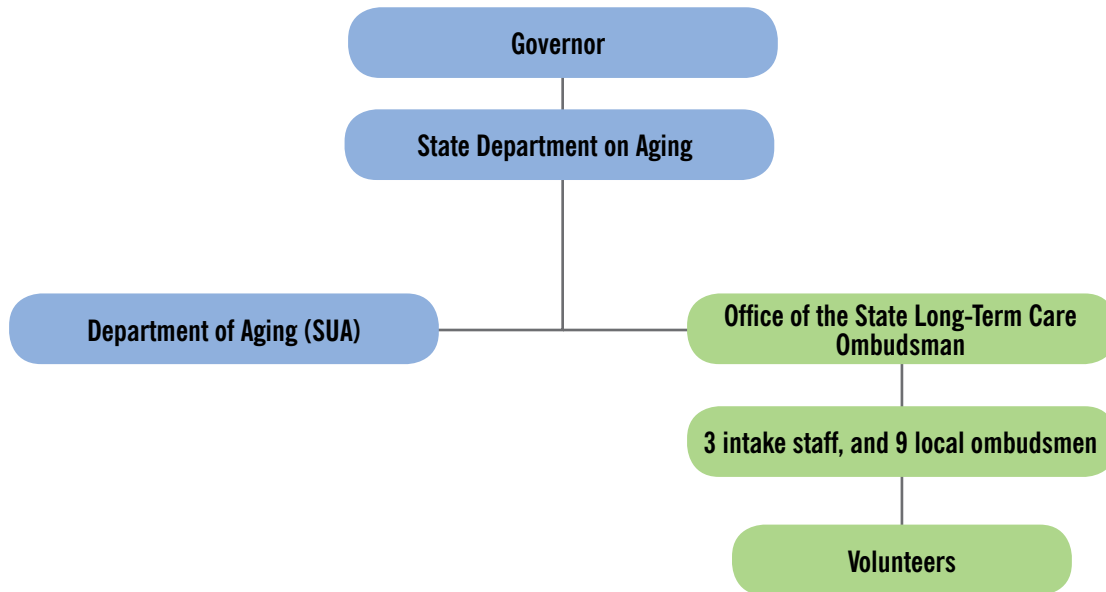 Governor
State Department on Aging
Department of Aging (SUA)
Office of the State Long-Term Care
Ombudsman
3 intake staff, and 9 local ombudsmen
Volunteers